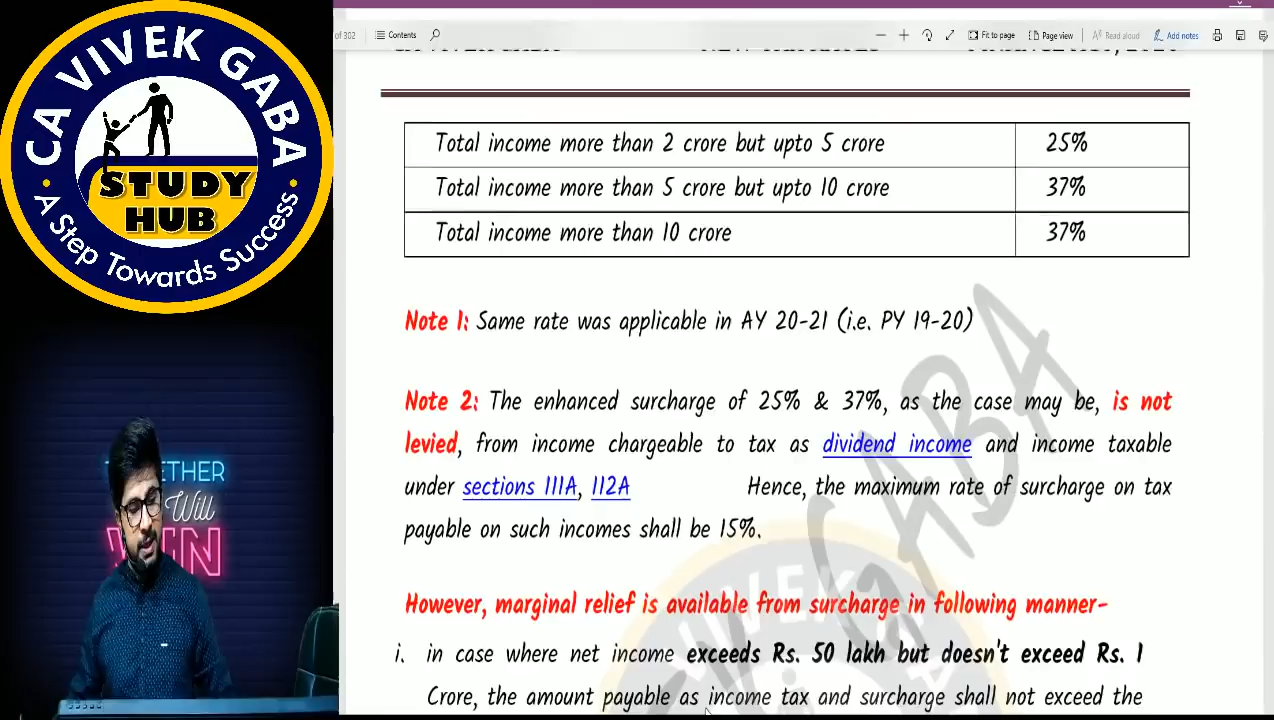 CA VIVEK GABA
STUDY
HUB
A Step Towards Success
TOGETHER
Will
WIN
of 302
Contents
Fit to page
Page view
Read aloud
Add notes
Total income more than 2 crore but upto 5 crore 25%
Total income more than 5 crore but upto 10 crore 37%
Total income more than 10 crore 37%
Note 1: Same rate was applicable in AY 20-21 (i.e. PY 19-20)
Note 2: The enhanced surcharge of 25% & 37%, as the case may be, is not
levied, from income chargeable to tax as dividend income and income taxable
under sections 111A, 112A Hence, the maximum rate of surcharge on tax
payable on such incomes shall be 15%.
However, marginal relief is available from surcharge in following manner-
i. in case where net income exceeds Rs. 50 lakh but doesn't exceed Rs. 1
Crore, the amount payable as income tax and surcharge shall not exceed the
GABA